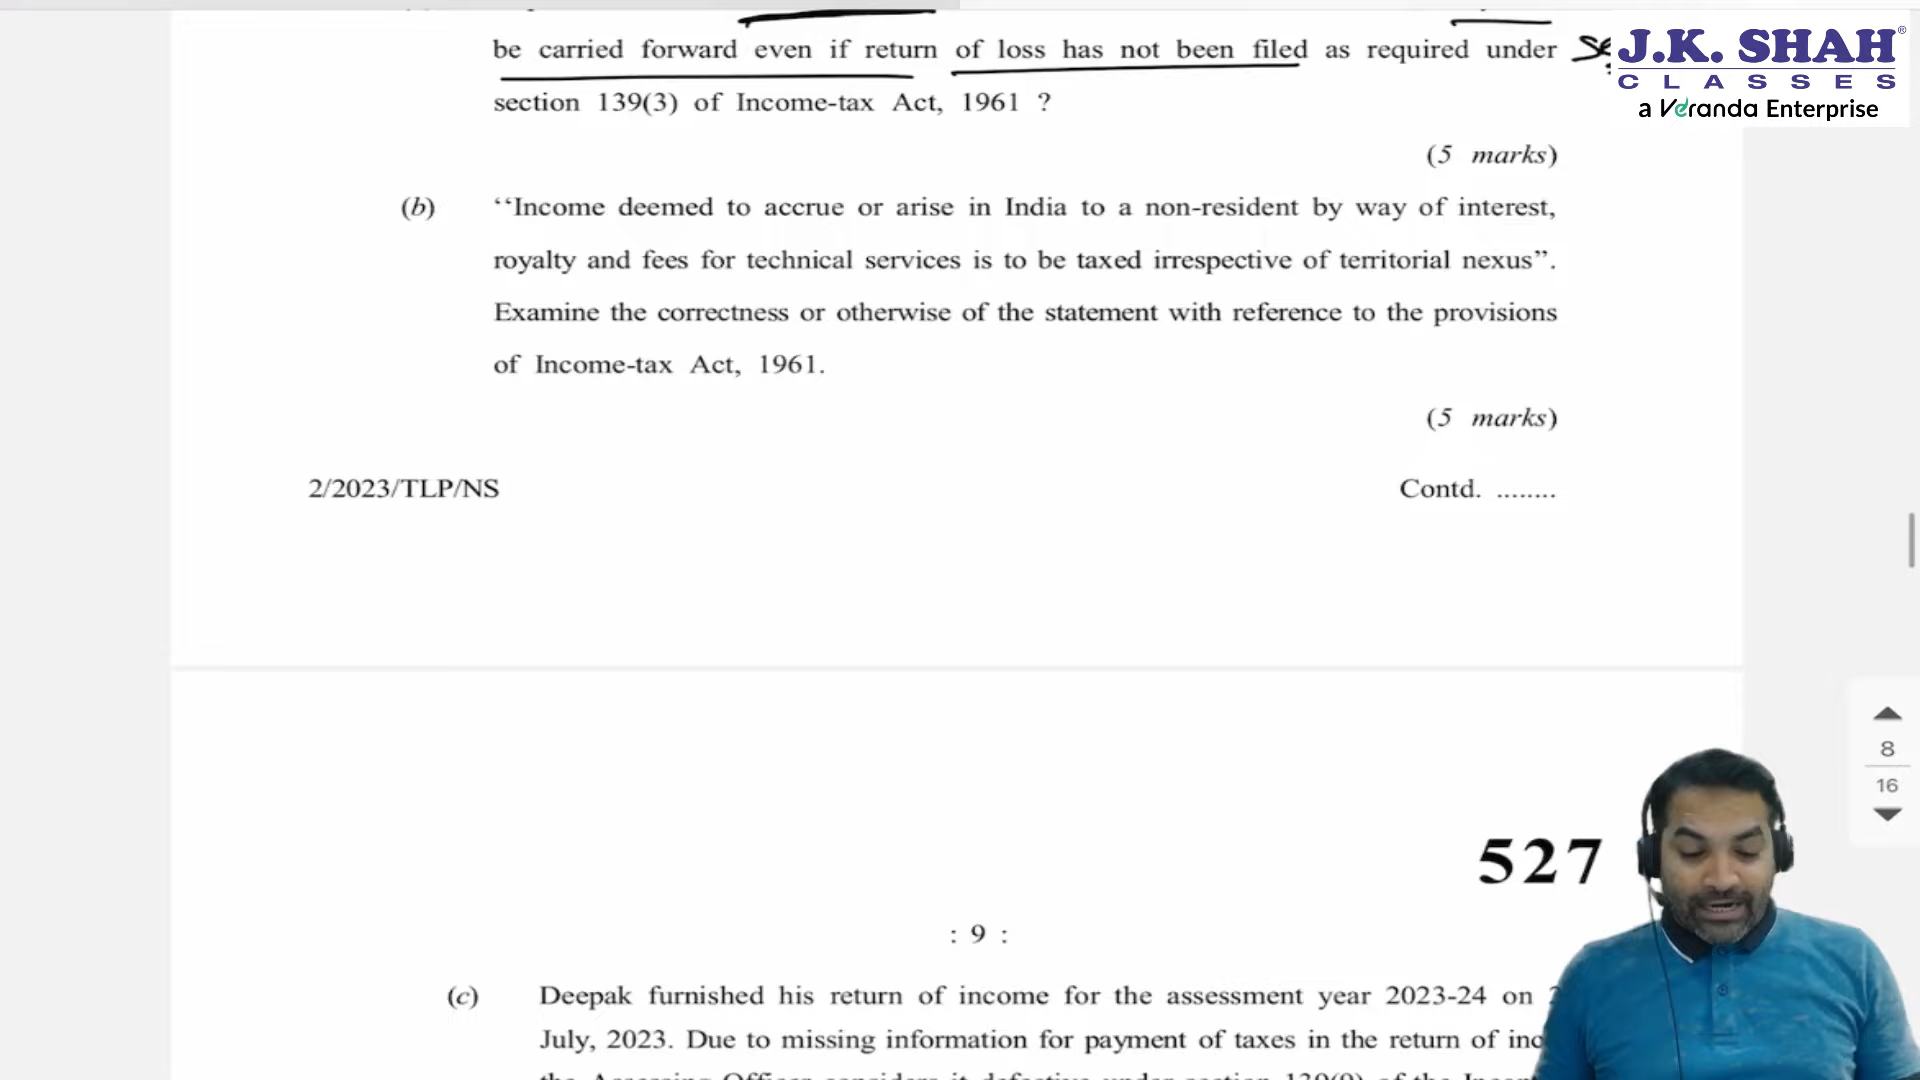 be carried forward even if return of loss has not been filed as required under
section 139(3) of Income-tax Act, 1961 ?
J.K. SHAH®
CLASSES
a Veranda Enterprise
(5 marks)
(b) ‘‘Income deemed to accrue or arise in India to a non-resident by way of interest,
royalty and fees for technical services is to be taxed irrespective of territorial nexus”.
Examine the correctness or otherwise of the statement with reference to the provisions
of Income-tax Act, 1961.
(5 marks)
2/2023/TLP/NS Contd. ........
8
16
527
: 9 :
(c) Deepak furnished his return of income for the assessment year 2023-24 on
July, 2023. Due to missing information for payment of taxes in the return of